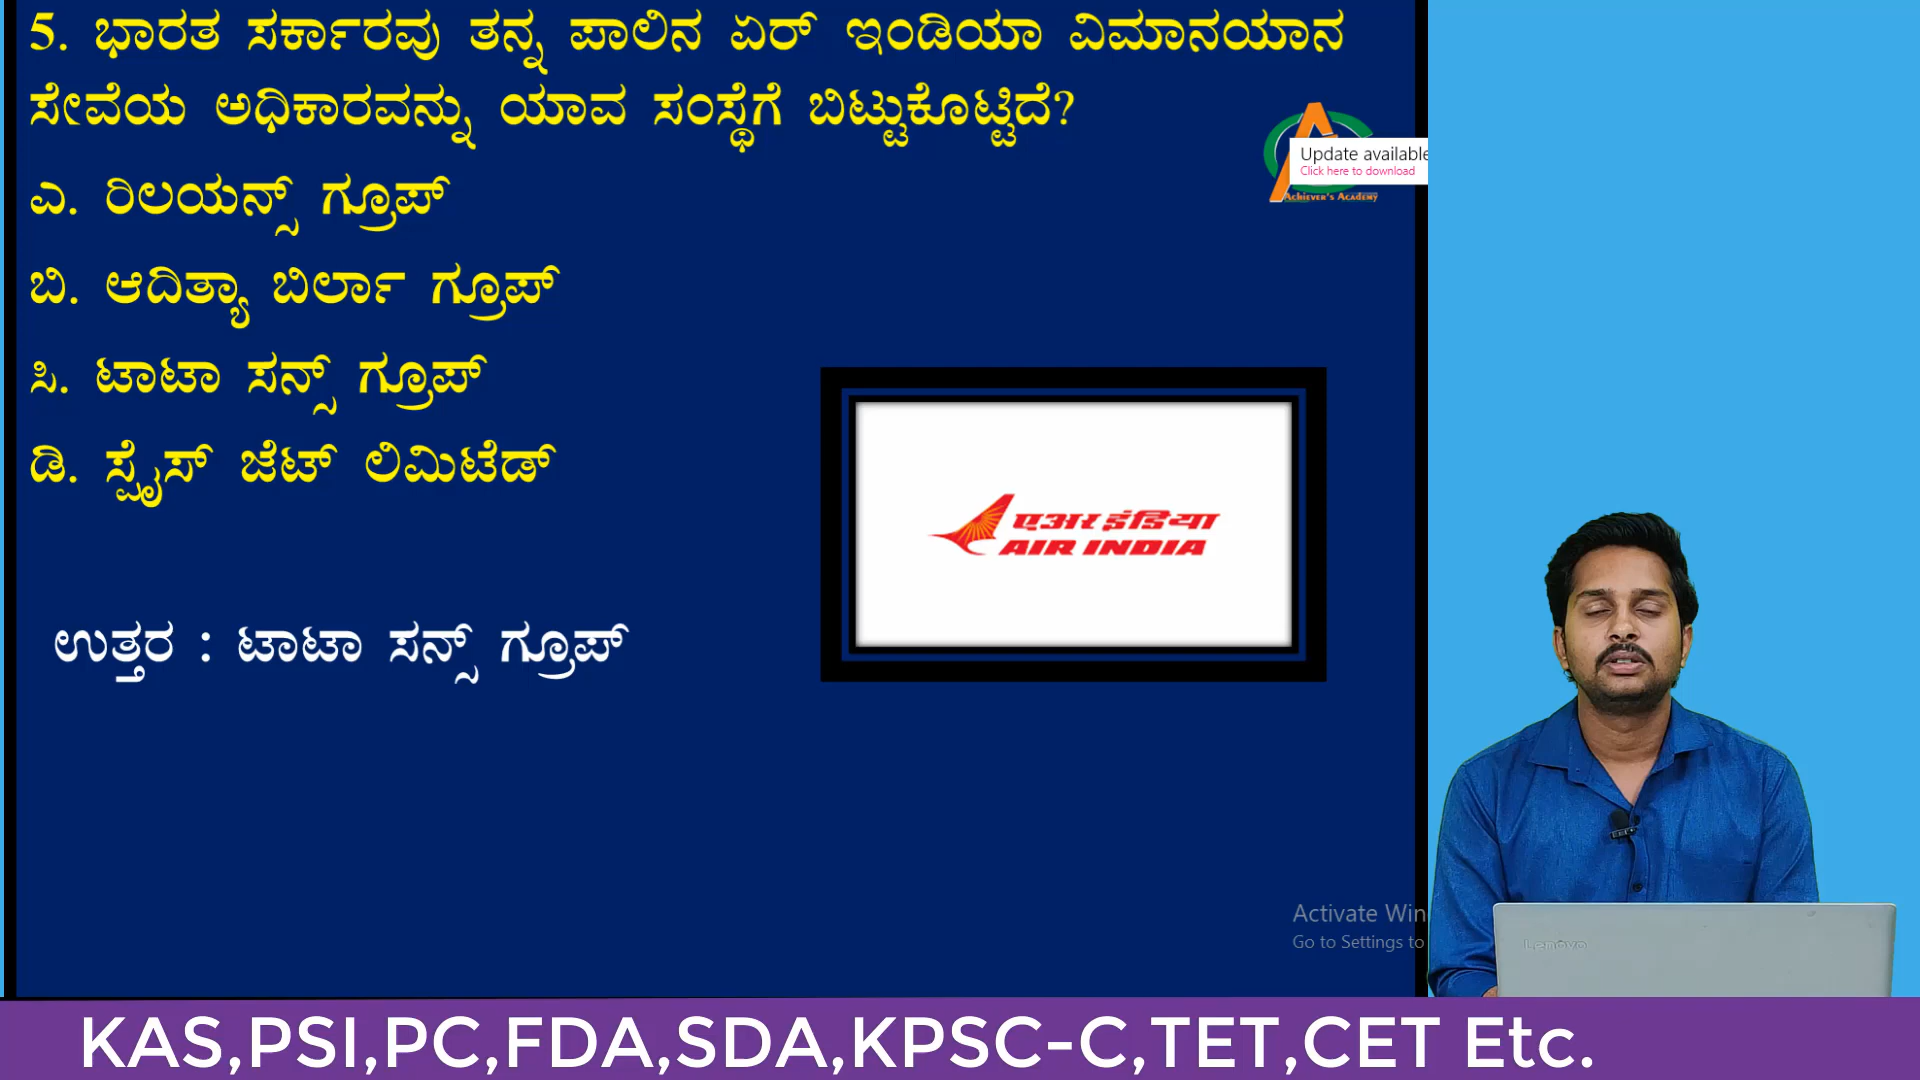 5. ಭಾರತ ಸರ್ಕಾರವು ತನ್ನ ಪಾಲಿನ ಏರ್ ಇಂಡಿಯಾ ವಿಮಾನಯಾನ
ಸೇವೆಯ ಅಧಿಕಾರವನ್ನು ಯಾವ ಸಂಸ್ಥೆಗೆ ಬಿಟ್ಟುಕೊಟ್ಟಿದೆ?
Update available
Click here to download
Achiever's Academy
ಎ. ರಿಲಯನ್ಸ್ ಗ್ರೂಪ್
ಬಿ. ಆದಿತ್ಯಾ ಬಿರ್ಲಾ ಗ್ರೂಪ್
ಸಿ. ಟಾಟಾ ಸನ್ಸ್ ಗ್ರೂಪ್
ಡಿ. ಸ್ಪೈಸ್ ಜೆಟ್ ಲಿಮಿಟೆಡ್
एअर इंडिया
AIR INDIA
ಉತ್ತರ : ಟಾಟಾ ಸನ್ಸ್ ಗ್ರೂಪ್
Activate Win
Go to Settings to
Lenovo
KAS,PSI,PC,FDA,SDA,KPSC-C,TET,CET Etc.